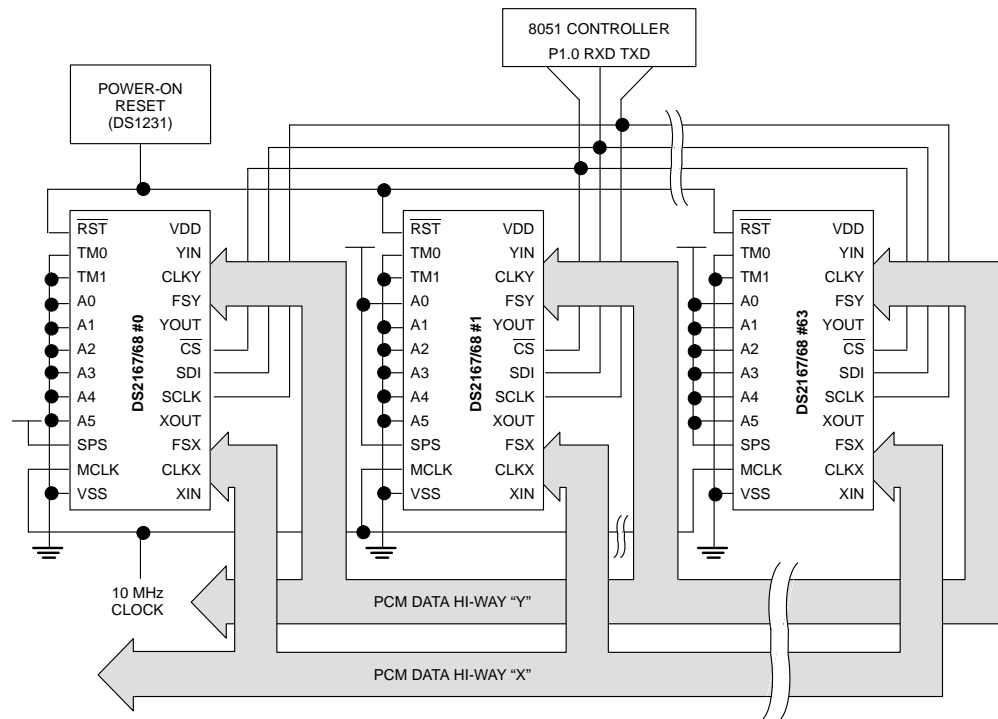 8051 CONTROLLER
P1.0 RXD TXD
POWER-ON
RESET
(DS1231)
RST VDD
TM0 YIN
TM1 CLKY
A0 FSY
A1 YOUT
A2 CS
A3 SDI
A4 SCLK
A5 XOUT
SPS FSX
MCLK CLKX
VSS XIN
DS2167/68 #0
RST VDD
TM0 YIN
TM1 CLKY
A0 FSY
A1 YOUT
A2 CS
A3 SDI
A4 SCLK
A5 XOUT
SPS FSX
MCLK CLKX
VSS XIN
DS2167/68 #1
RST VDD
TM0 YIN
TM1 CLKY
A0 FSY
A1 YOUT
A2 CS
A3 SDI
A4 SCLK
A5 XOUT
SPS FSX
MCLK CLKX
VSS XIN
DS2167/68 #63
10 MHz
CLOCK
PCM DATA HI-WAY “Y”
PCM DATA HI-WAY “X”